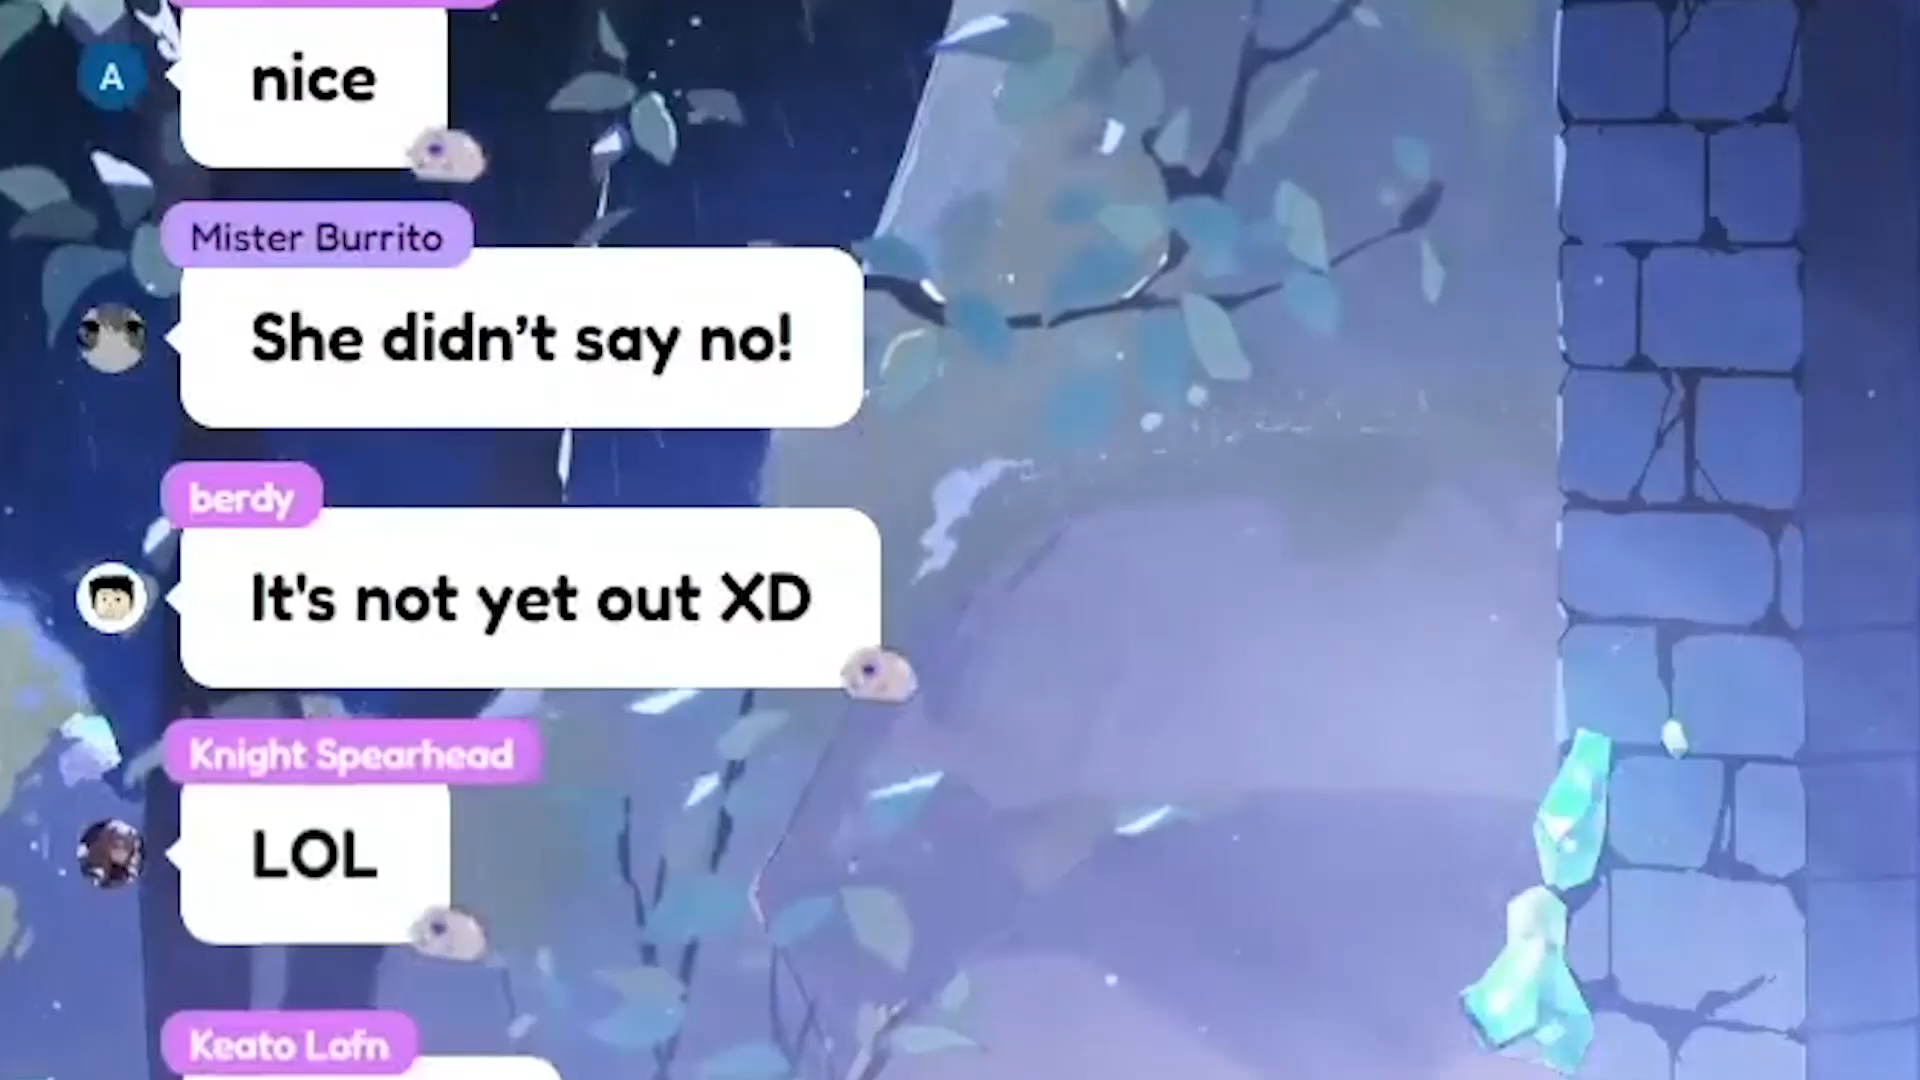 A
nice
Mister Burrito
She didn’t say no!
berdy
It's not yet out XD
Knight Spearhead
LOL
Keato Lofn